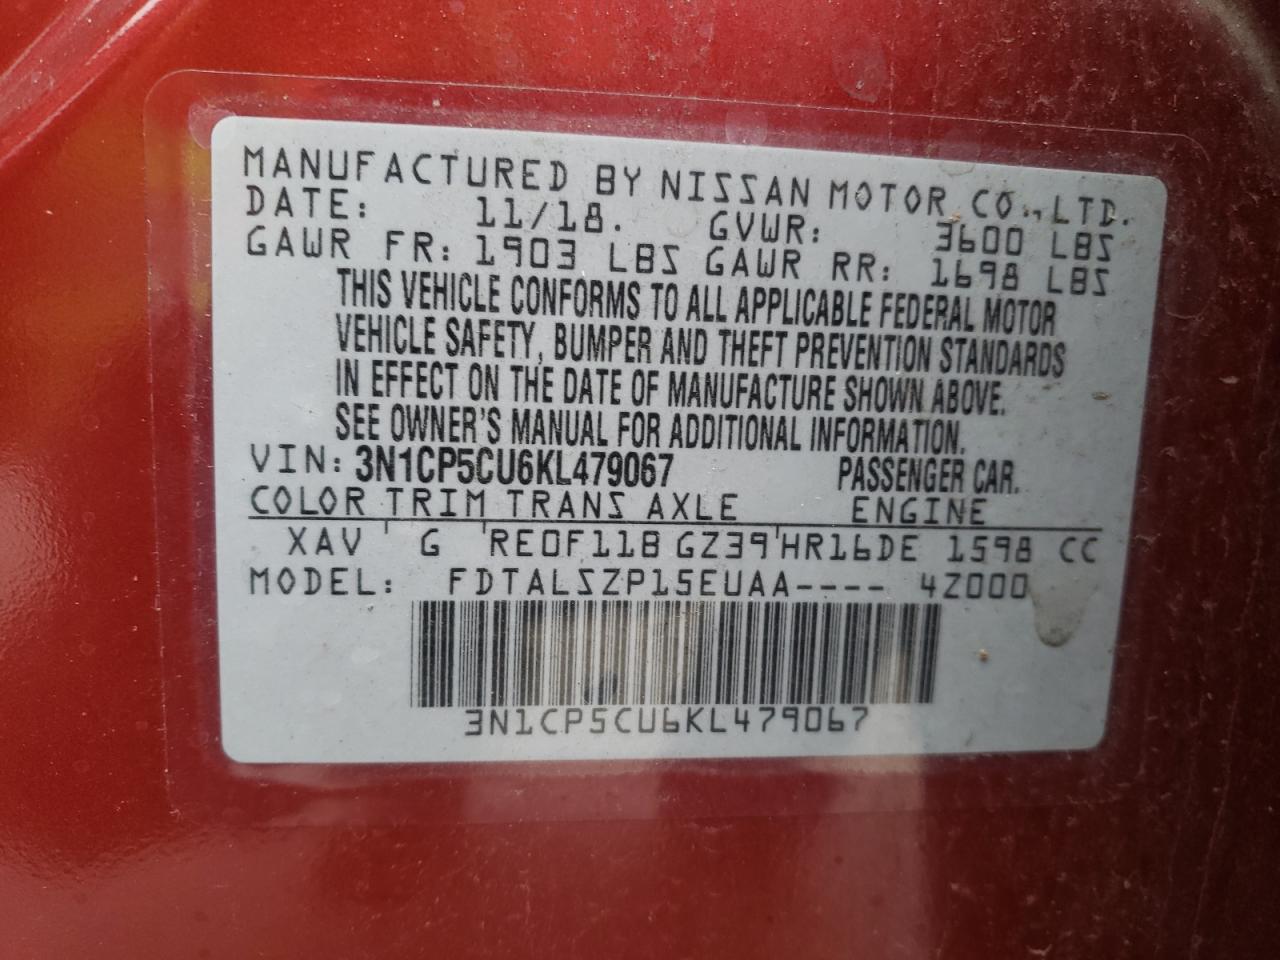 MANUFACTURED BY NISSAN MOTOR CO., LTD.
DATE: 11/18. GVWR: 3600 LBS
GAWR FR: 1903 LBS GAWR RR: 1698 LBS
THIS VEHICLE CONFORMS TO ALL APPLICABLE FEDERAL MOTOR
VEHICLE SAFETY, BUMPER AND THEFT PREVENTION STANDARDS
IN EFFECT ON THE DATE OF MANUFACTURE SHOWN ABOVE.
SEE OWNER'S MANUAL FOR ADDITIONAL INFORMATION.
VIN: 3N1CP5CU6KL479067 PASSENGER CAR.
COLOR TRIM TRANS AXLE ENGINE
XAV G RE0F11B GZ39 HR16DE 1598 CC
MODEL: FDTALSZP15EUAA---- 4Z000
3N1CP5CU6KL479067